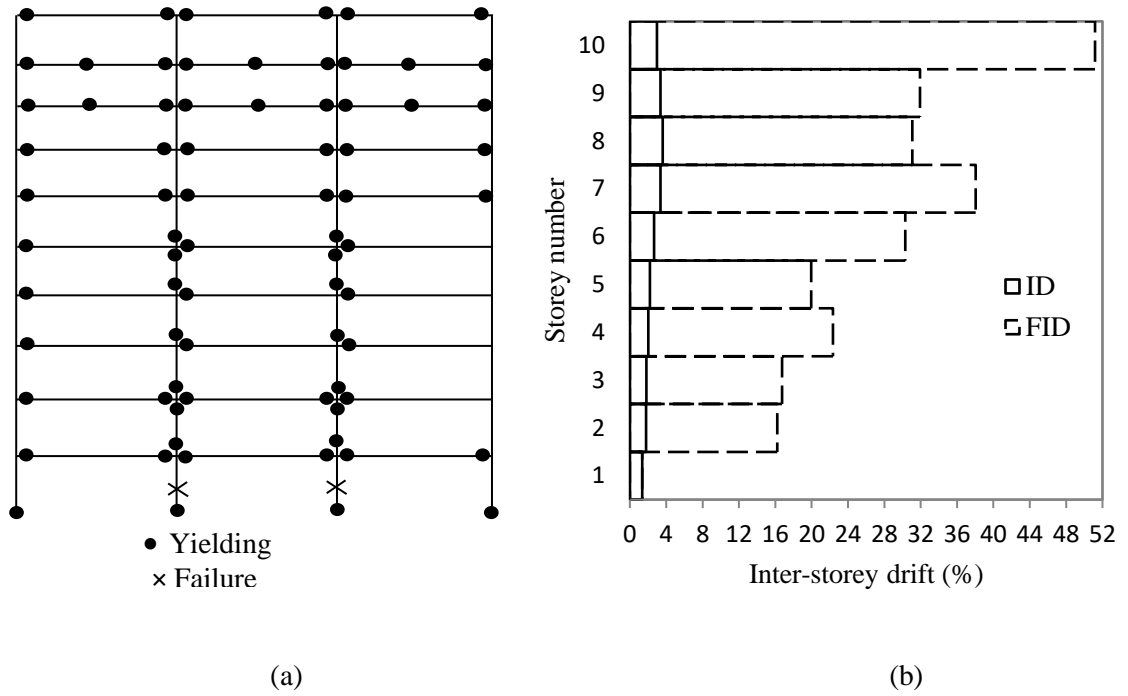 ● Yielding
× Failure
(a)
Storey number
10
9
8
7
6
5
4
3
2
1
ID
FID
0 4 8 12 16 20 24 28 32 36 40 44 48 52
Inter-storey drift (%)
(b)